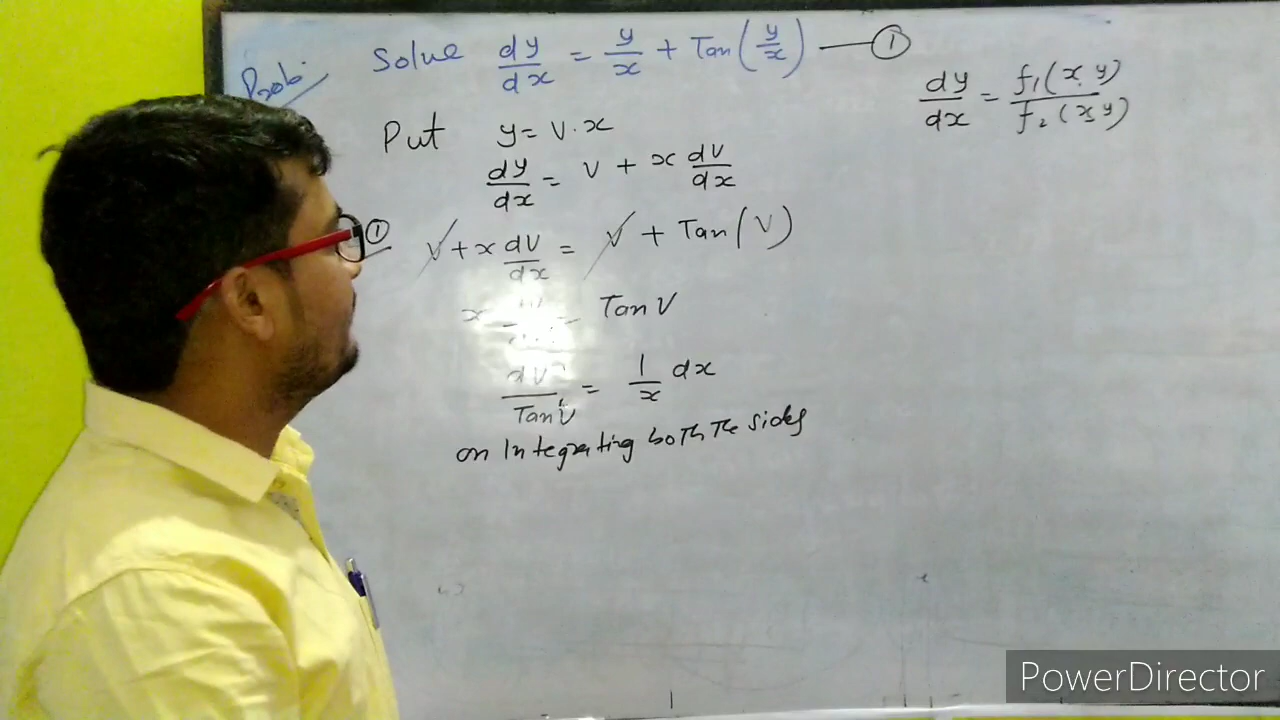 Prob:
Solve dy/dx = y/x + Tan(y/x) — ①
dy/dx = f₁(x, y)/f₂(x, y)
Put y = v.x
dy/dx = v + x dv/dx
① v + x dv/dx = v + Tan(v)
x = Tan v
dv/Tan v = 1/x dx
on Integrating both the sides
PowerDirector